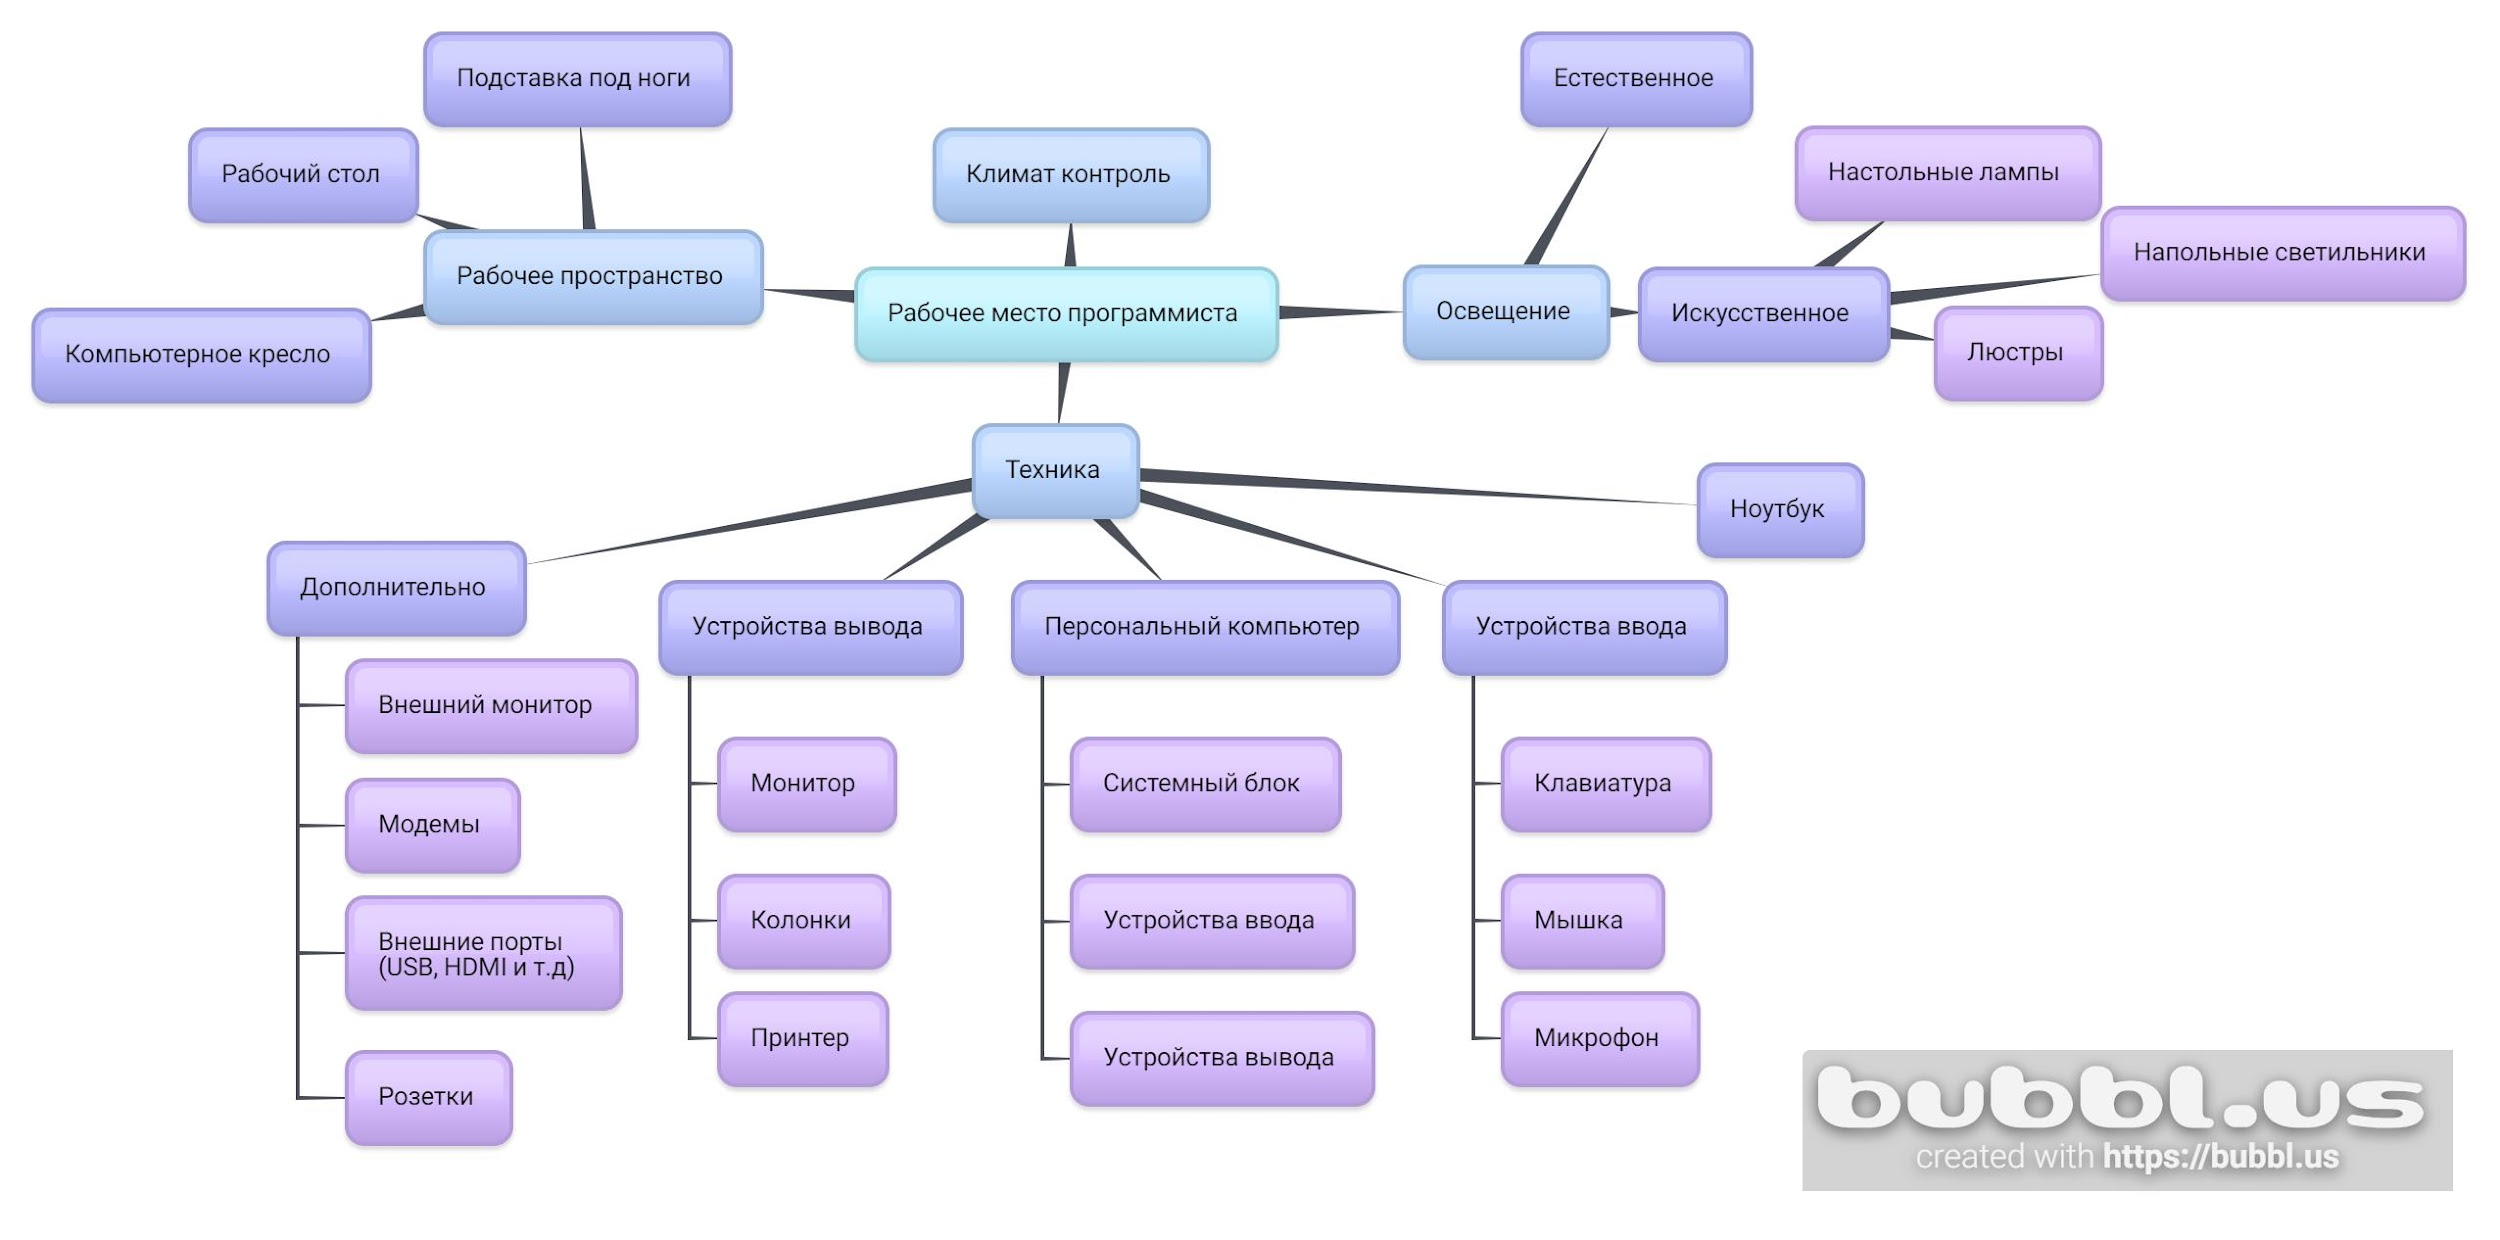 Подставка под ноги
Естественное
Рабочий стол
Климат контроль
Настольные лампы
Напольные светильники
Рабочее пространство
Рабочее место программиста
Освещение
Искусственное
Компьютерное кресло
Люстры
Техника
Ноутбук
Дополнительно
Устройства вывода
Персональный компьютер
Устройства ввода
Внешний монитор
Модемы
Внешние порты
(USB, HDMI и т.д)
Розетки
Монитор
Колонки
Принтер
Системный блок
Устройства ввода
Устройства вывода
Клавиатура
Мышка
Микрофон
bubbl.us
created with https://bubbl.us